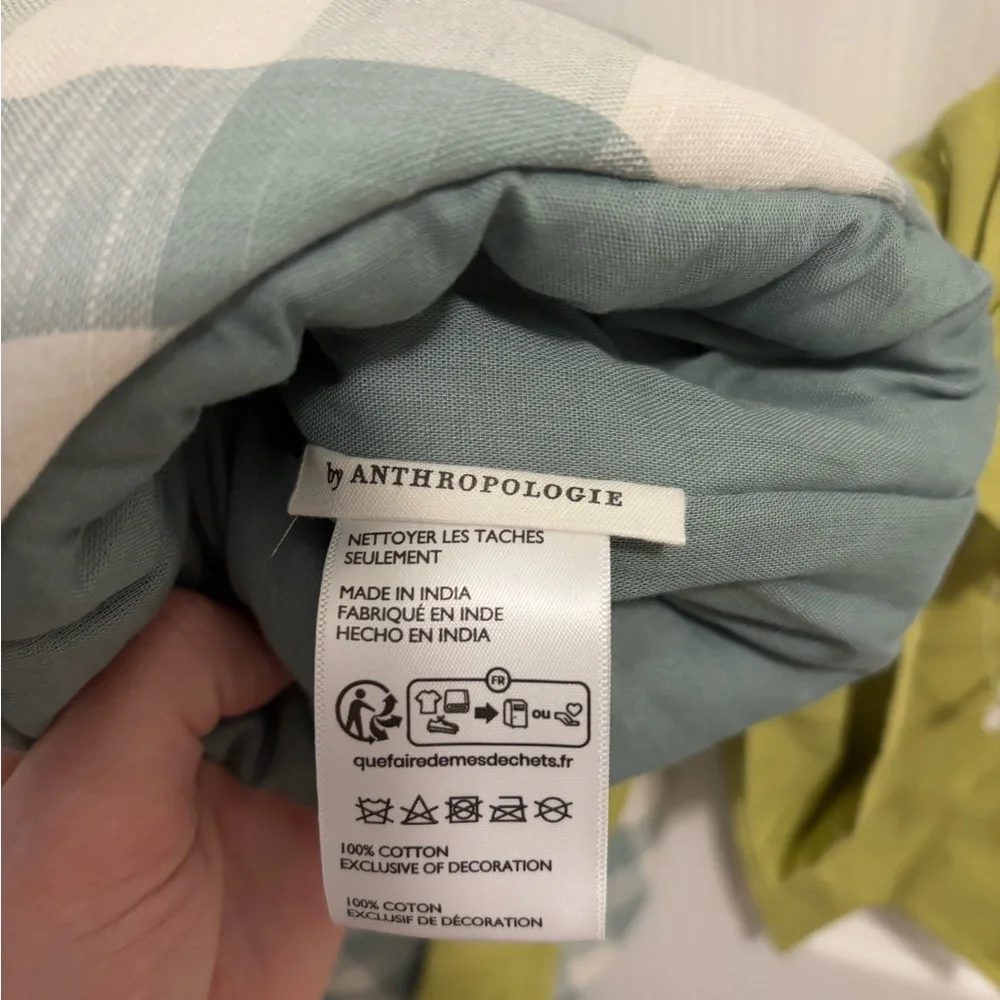 by ANTHROPOLOGIE
NETTOYER LES TACHES
SEULEMENT
MADE IN INDIA
FABRIQUÉ EN INDE
HECHO EN INDIA
FR
ou
quefairedemesdechets.fr
100% COTTON
EXCLUSIVE OF DECORATION
100% COTON
EXCLUSIF DE DÉCORATION